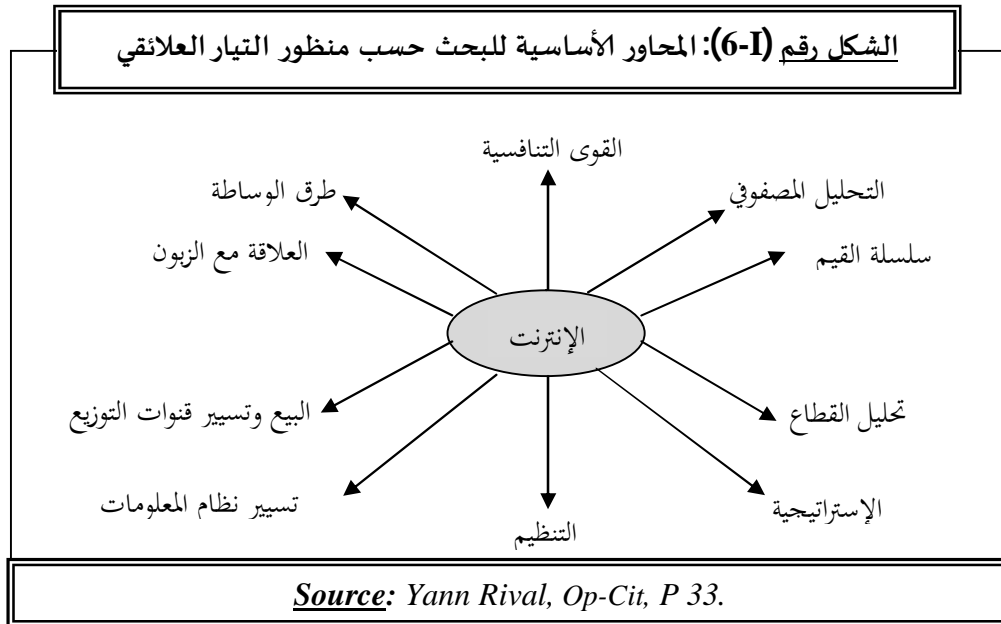 الشكل رقم (I-6): المحاور الأساسية للبحث حسب منظور التيار العلائقي
القوى التنافسية
التحليل المصفوفي
طرق الوساطة
سلسلة القيم
العلاقة مع الزبون
الإنترنت
تحليل القطاع
البيع وتسيير قنوات التوزيع
الإستراتيجية
تسيير نظام المعلومات
التنظيم
Source: Yann Rival, Op-Cit, P 33.